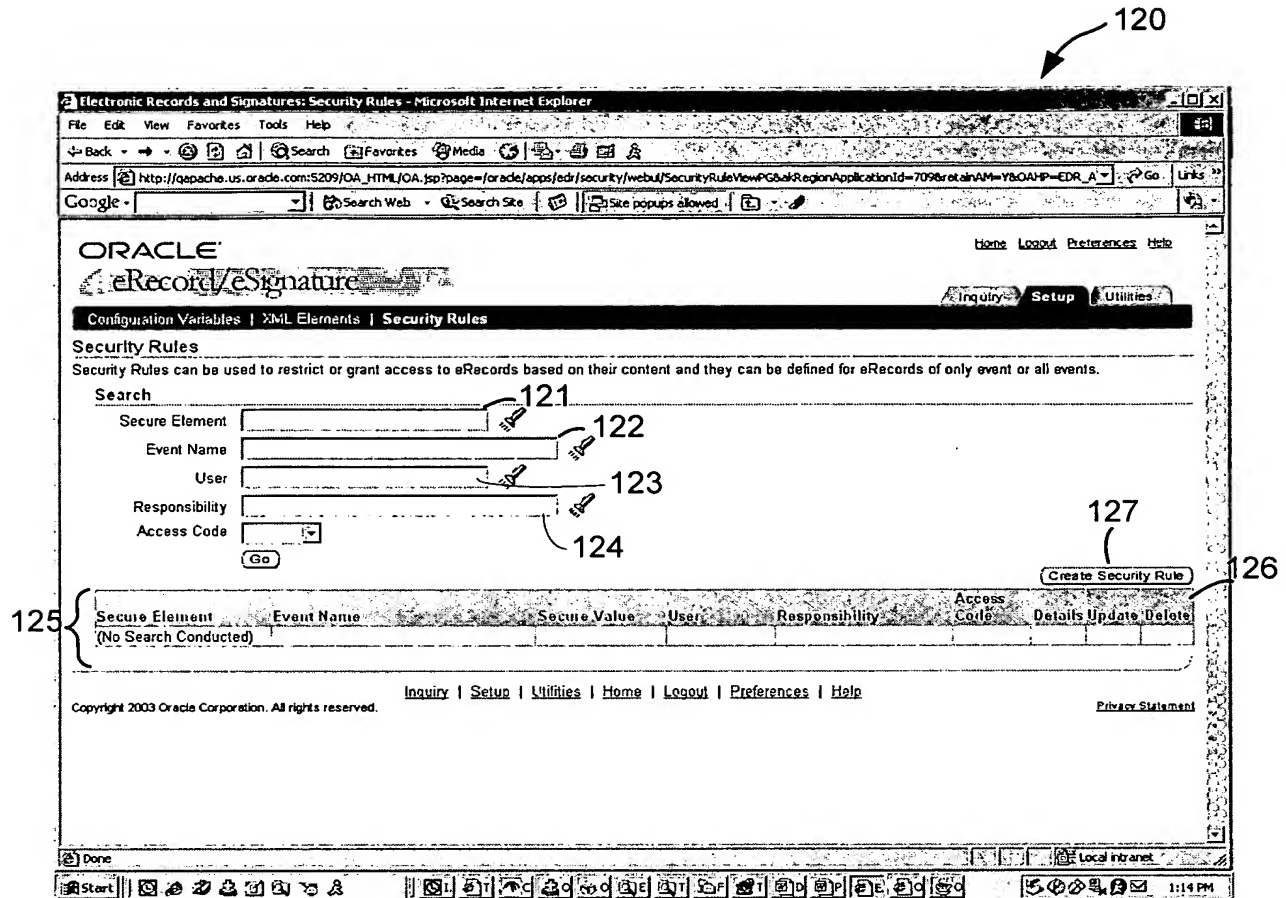 120
Electronic Records and Signatures: Security Rules - Microsoft Internet Explorer
File Edit View Favorites Tools Help
Back Search Favorites Media
Address http://qapache.us.oracle.com:5209/OA_HTML/OA.jsp?page=/oracle/apps/edr/security/webui/SecurityRuleViewPG&akRegionApplicationId=709&retainAM=Y&OAHP=EDR_A Go Links »
Google - Search Web - Search Site Site popups allowed
ORACLE
Home Logout Preferences Help
eRecord/eSignature
Inquiry Setup Utilities
Configuration Variables | XML Elements | Security Rules
Security Rules
Security Rules can be used to restrict or grant access to eRecords based on their content and they can be defined for eRecords of only event or all events.
Search
121
Secure Element
122
Event Name
User
123
Responsibility
Access Code
124
Go
127
Create Security Rule
126
125
Secure Element Event Name Secure Value User Responsibility Access Code Details Update Delete
(No Search Conducted)
Inquiry | Setup | Utilities | Home | Logout | Preferences | Help
Copyright 2003 Oracle Corporation. All rights reserved.
Privacy Statement
Done
Local intranet
Start
1:14 PM